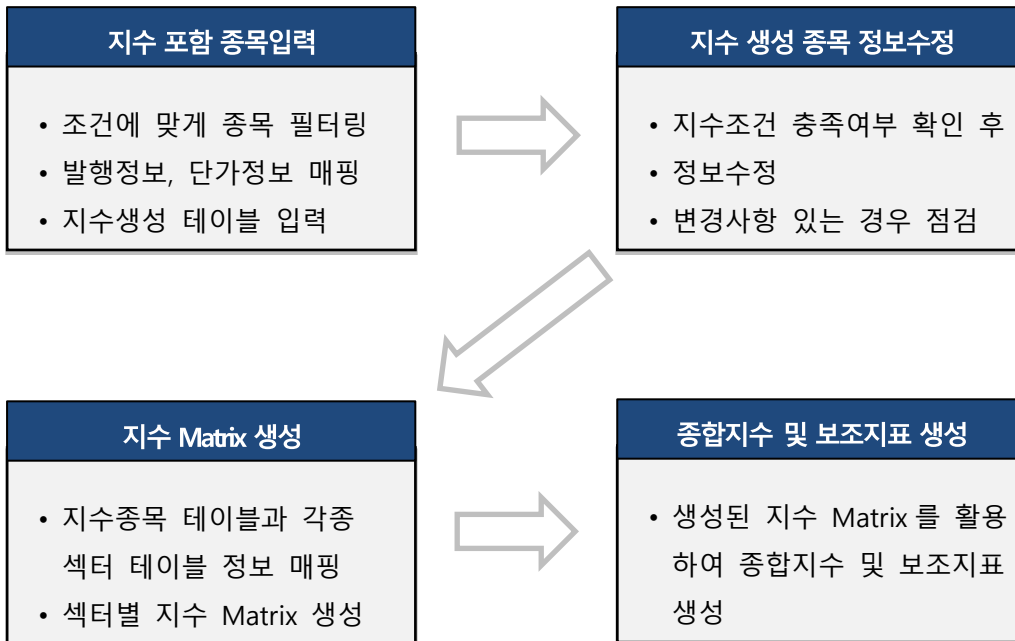 지수 포함 종목입력
• 조건에 맞게 종목 필터링
• 발행정보, 단가정보 매핑
• 지수생성 테이블 입력
지수 생성 종목 정보수정
• 지수조건 충족여부 확인 후
• 정보수정
• 변경사항 있는 경우 점검
지수 Matrix 생성
• 지수종목 테이블과 각종
섹터 테이블 정보 매핑
• 섹터별 지수 Matrix 생성
종합지수 및 보조지표 생성
• 생성된 지수 Matrix 를 활용
하여 종합지수 및 보조지표
생성